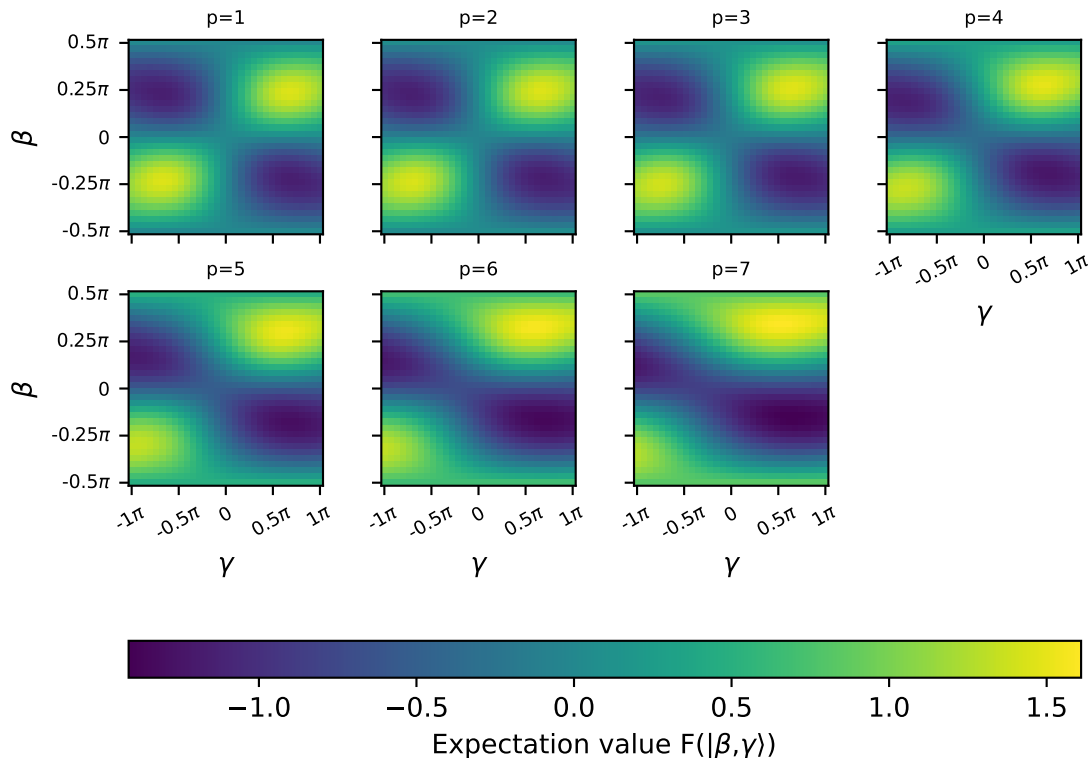 p=1 p=2 p=3 p=4
0.5π
0.25π
0
-0.25π
-0.5π
β
-1π -0.5π 0 0.5π 1π
γ
p=5 p=6 p=7
0.5π
0.25π
0
-0.25π
-0.5π
β
-1π -0.5π 0 0.5π 1π -1π -0.5π 0 0.5π 1π -1π -0.5π 0 0.5π 1π
γ γ γ
−1.0 −0.5 0.0 0.5 1.0 1.5
Expectation value F(|β,γ⟩)